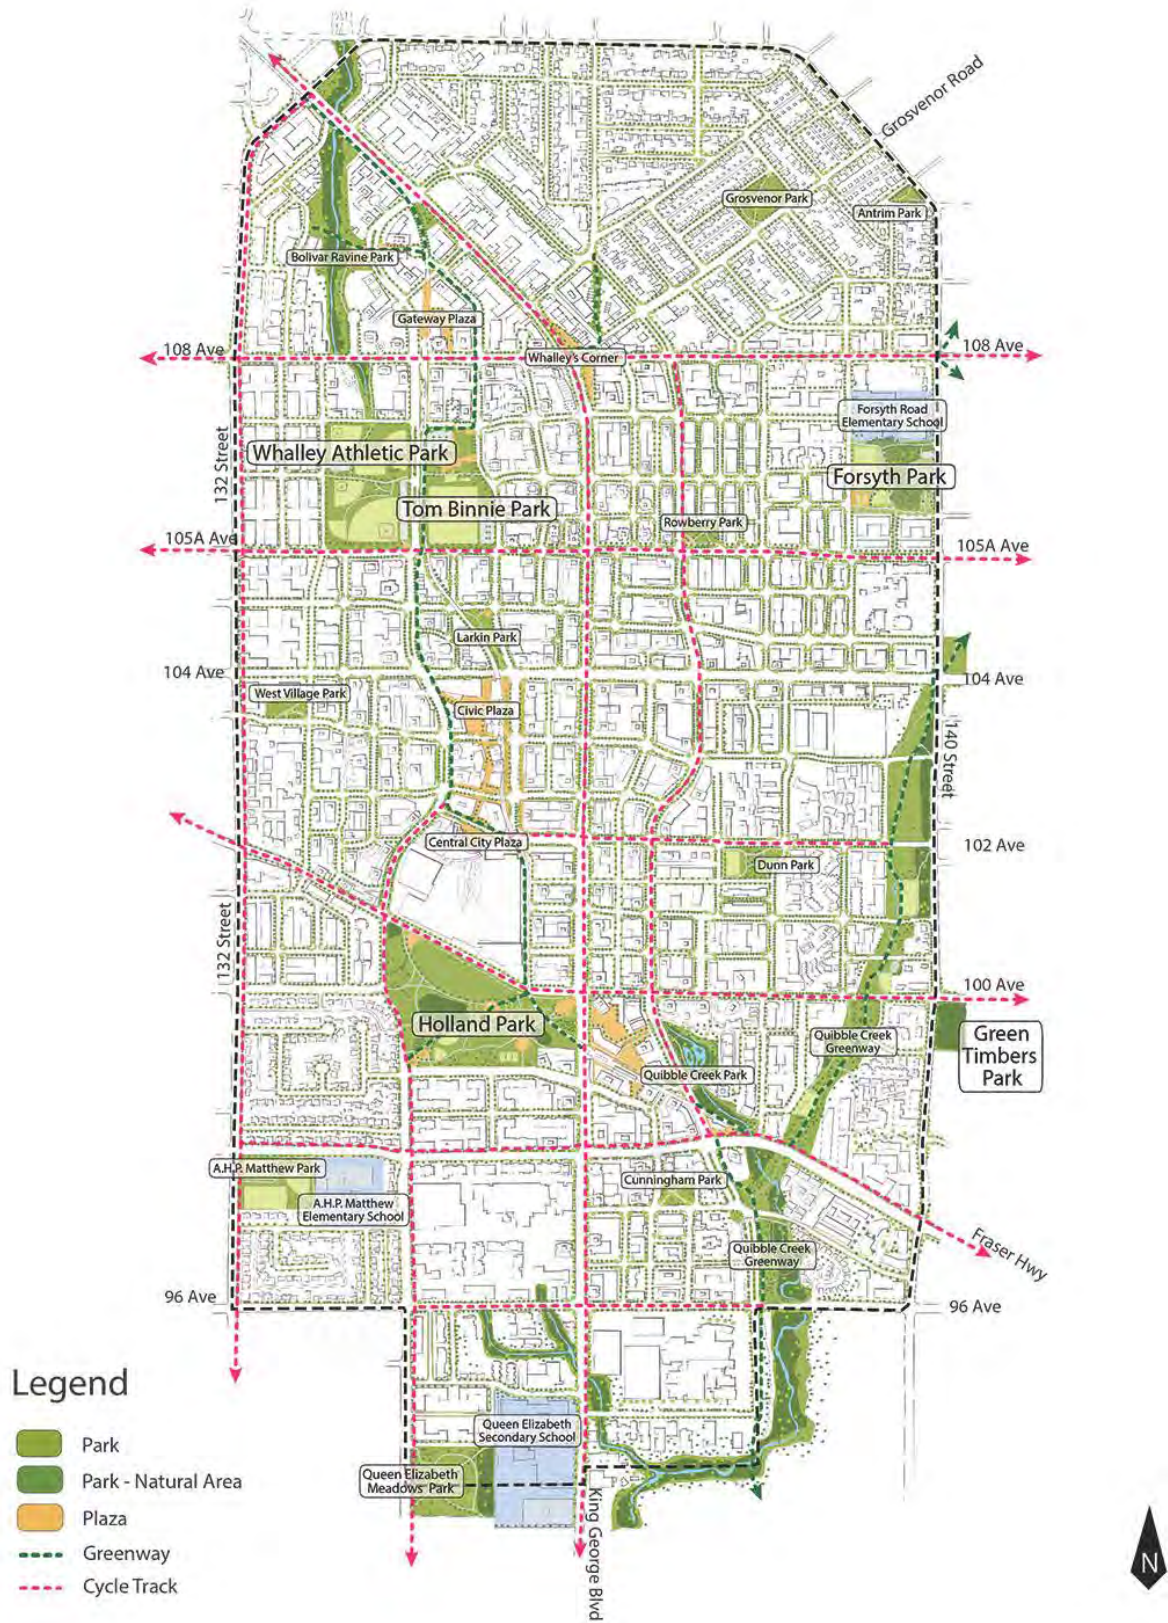 Grosvenor Road
Grosvenor Park
Antrim Park
Bolivar Ravine Park
Gateway Plaza
108 Ave
Whalley's Corner
108 Ave
Forsyth Road
Elementary School
132 Street
Whalley Athletic Park
Forsyth Park
Tom Binnie Park
Rowberry Park
105A Ave
105A Ave
Larkin Park
104 Ave
104 Ave
West Village Park
Civic Plaza
140 Street
Central City Plaza
102 Ave
Dunn Park
132 Street
100 Ave
Holland Park
Quibble Creek
Greenway
Green
Timbers
Park
Quibble Creek Park
A.H.P. Matthew Park
Cunningham Park
A.H.P. Matthew
Elementary School
Quibble Creek
Greenway
Fraser Hwy
96 Ave
96 Ave
Legend
Park
Park - Natural Area
Plaza
Greenway
Cycle Track
Queen Elizabeth
Secondary School
Queen Elizabeth
Meadows Park
King George Blvd
N